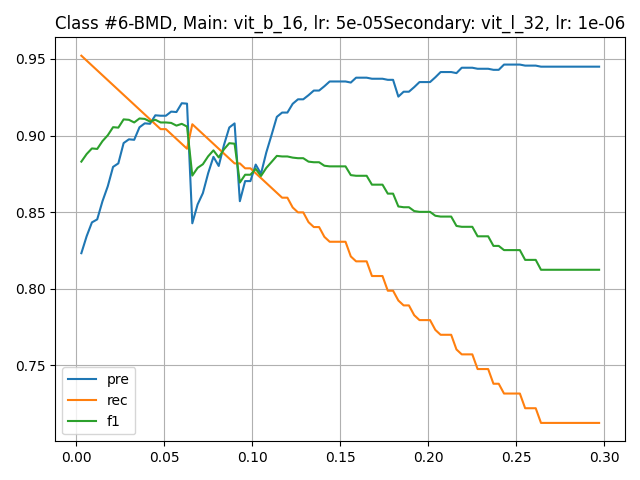 Class #6-BMD, Main: vit_b_16, lr: 5e-05Secondary: vit_l_32, lr: 1e-06
0.95
0.90
0.85
0.80
0.75
pre
rec
f1
0.00 0.05 0.10 0.15 0.20 0.25 0.30